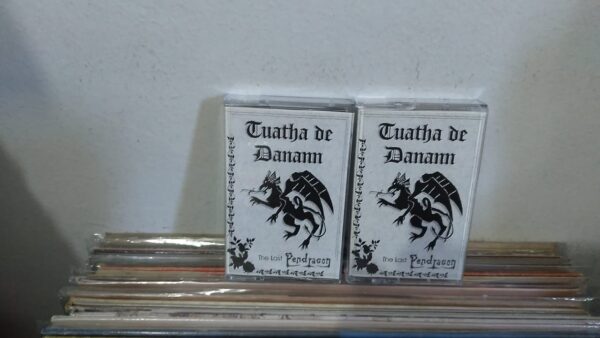 Tuatha de
Danann
The Last Pendragon
Tuatha de
Danann
The Last Pendragon